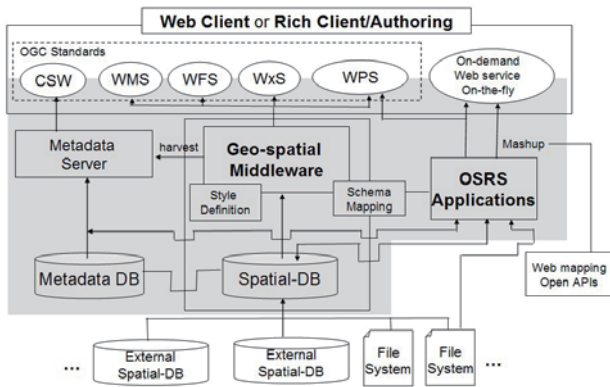 Web Client or Rich Client/Authoring
OGC Standards
CSW
WMS
WFS
WxS
WPS
On-demand
Web service
On-the-fly
Metadata
Server
harvest
Geo-spatial
Middleware
Style
Definition
Schema
Mapping
OSRS
Applications
Mashup
Metadata DB
Spatial-DB
Web mapping
Open APIs
...
External
Spatial-DB
External
Spatial-DB
File
System
File
System
...